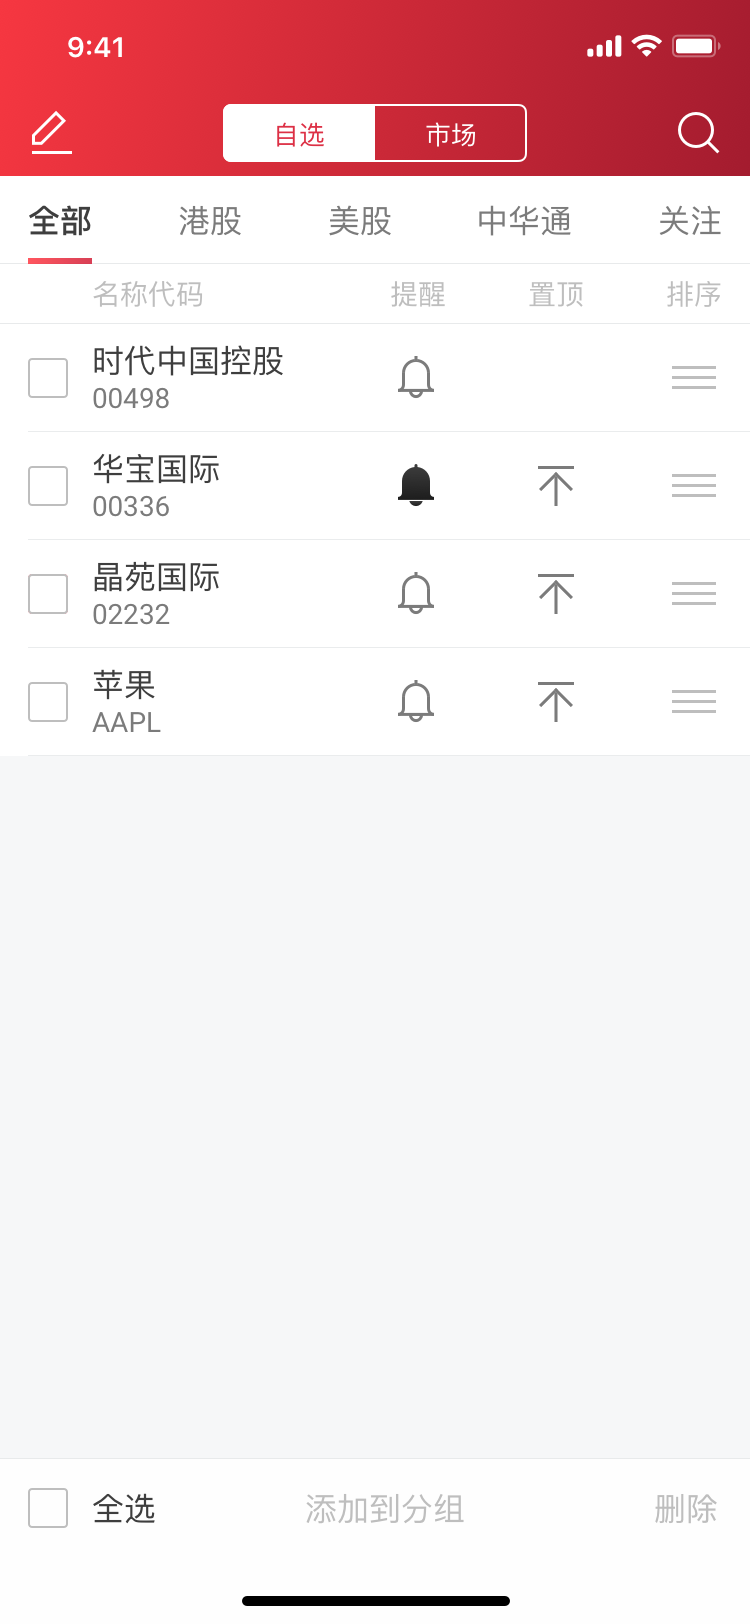 9:41
自选 市场
全部 港股 美股 中华通 关注
名称代码 提醒 置顶 排序
时代中国控股
00498
华宝国际
00336
晶苑国际
02232
苹果
AAPL
全选 添加到分组 删除